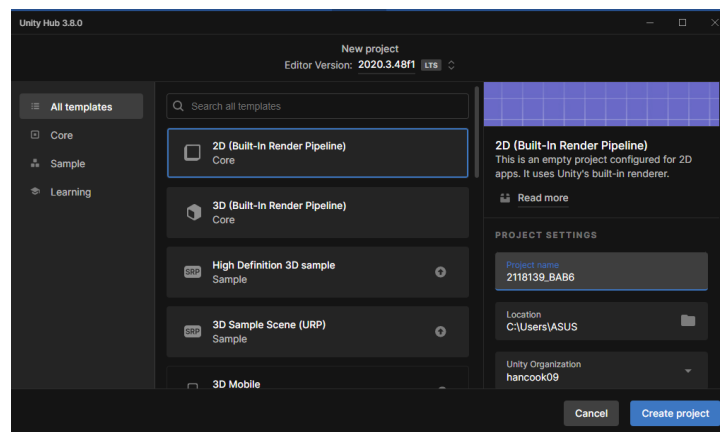 Unity Hub 3.8.0
New project
Editor Version: 2020.3.48f1 LTS
All templates
Core
Sample
Learning
Search all templates
2D (Built-In Render Pipeline)
Core
3D (Built-In Render Pipeline)
Core
SRP
High Definition 3D sample
Sample
SRP
3D Sample Scene (URP)
Sample
3D Mobile
2D (Built-In Render Pipeline)
This is an empty project configured for 2D
apps. It uses Unity's built-in renderer.
Read more
PROJECT SETTINGS
Project name
2118139_BAB6
Location
C:\Users\ASUS
Unity Organization
hancook09
Cancel
Create project